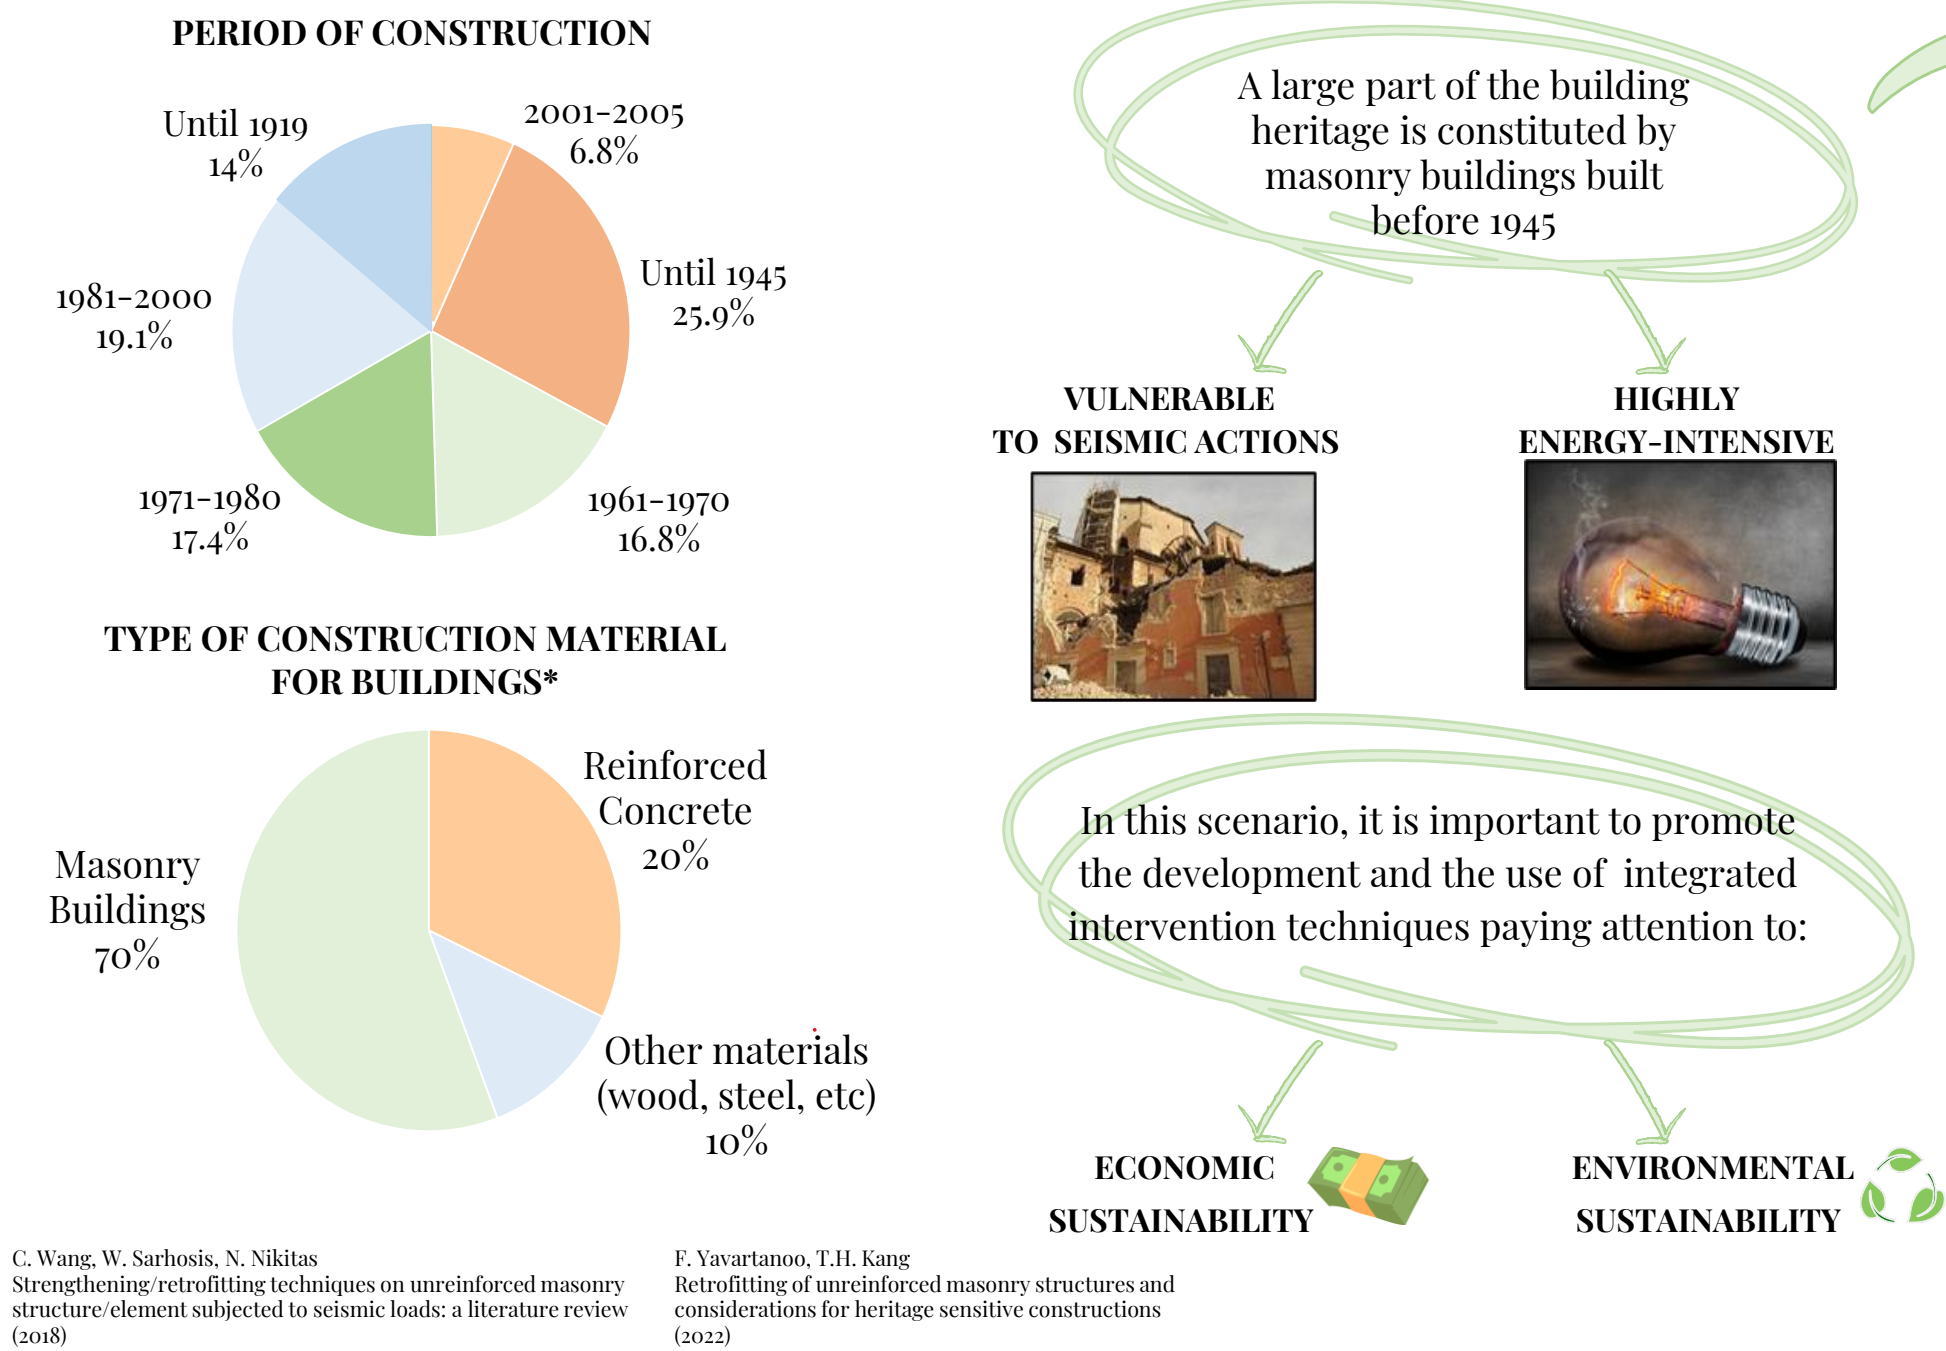 PERIOD OF CONSTRUCTION
Until 1919
14%
2001-2005
6.8%
Until 1945
25.9%
1981-2000
19.1%
1971-1980
17.4%
1961-1970
16.8%
TYPE OF CONSTRUCTION MATERIAL
FOR BUILDINGS*
Reinforced
Concrete
20%
Masonry
Buildings
70%
Other materials
(wood, steel, etc)
10%
C. Wang, W. Sarhosis, N. Nikitas
Strengthening/retrofitting techniques on unreinforced masonry
structure/element subjected to seismic loads: a literature review
(2018)
F. Yavartanoo, T.H. Kang
Retrofitting of unreinforced masonry structures and
considerations for heritage sensitive constructions
(2022)
A large part of the building
heritage is constituted by
masonry buildings built
before 1945
VULNERABLE
TO SEISMIC ACTIONS
HIGHLY
ENERGY-INTENSIVE
In this scenario, it is important to promote
the development and the use of integrated
intervention techniques paying attention to:
ECONOMIC
SUSTAINABILITY
ENVIRONMENTAL
SUSTAINABILITY